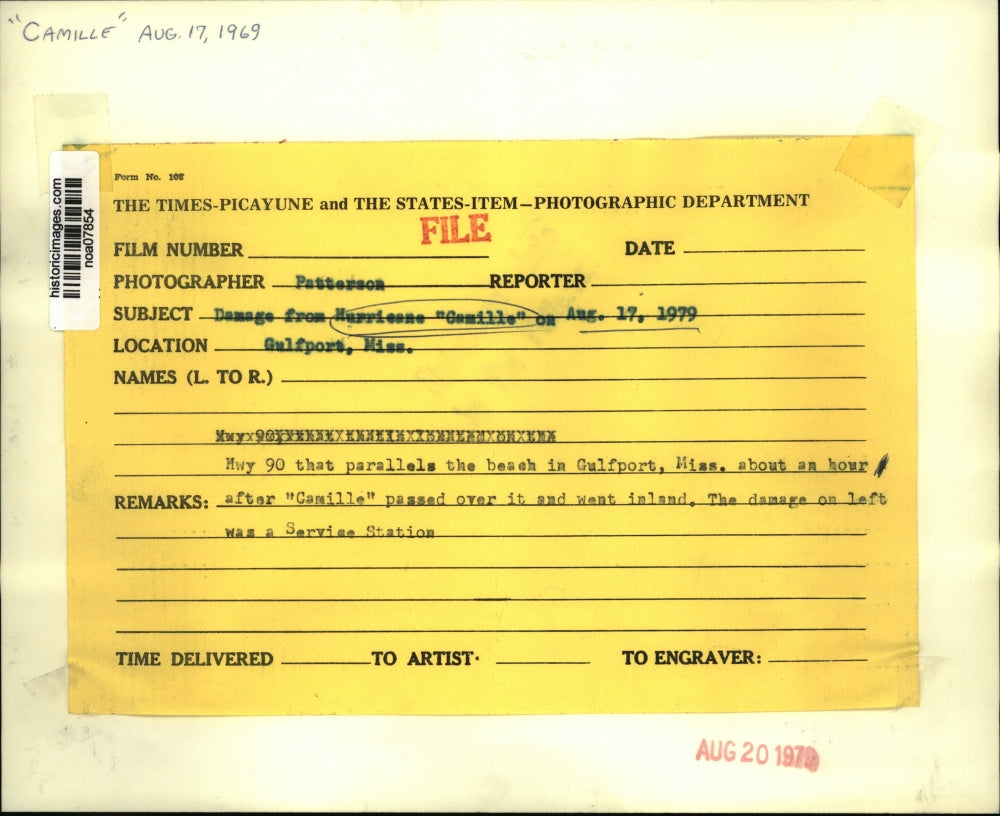 "CAMILLE" AUG. 17, 1969
historicimages.com
noa07854
Form No. 108
THE TIMES-PICAYUNE and THE STATES-ITEM—PHOTOGRAPHIC DEPARTMENT
FILE
FILM NUMBER DATE
PHOTOGRAPHER Patterson REPORTER
SUBJECT Damage from Hurricane "Camille" on Aug. 17, 1979
LOCATION Gulfport, Miss.
NAMES (L. TO R.)
Hwy 90
Hwy 90 that parallels the beach in Gulfport, Miss. about an hour
REMARKS: after "Camille" passed over it and went inland. The damage on left
was a Service Station
TIME DELIVERED TO ARTIST TO ENGRAVER:
AUG 20